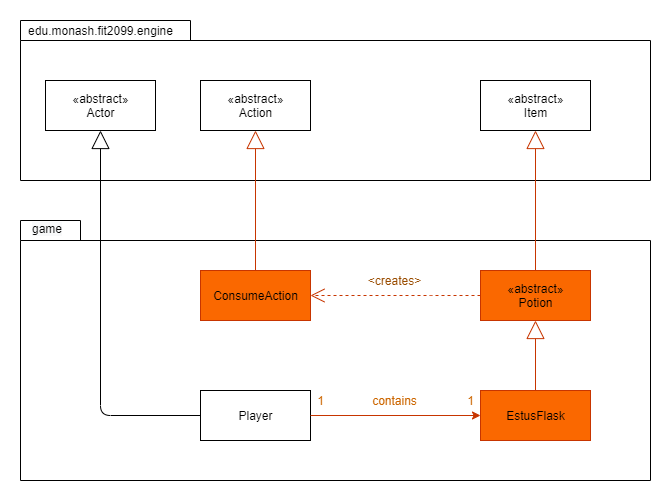 edu.monash.fit2099.engine
«abstract»
Actor
«abstract»
Action
«abstract»
Item
game
ConsumeAction
<creates>
«abstract»
Potion
Player
1
contains
1
EstusFlask